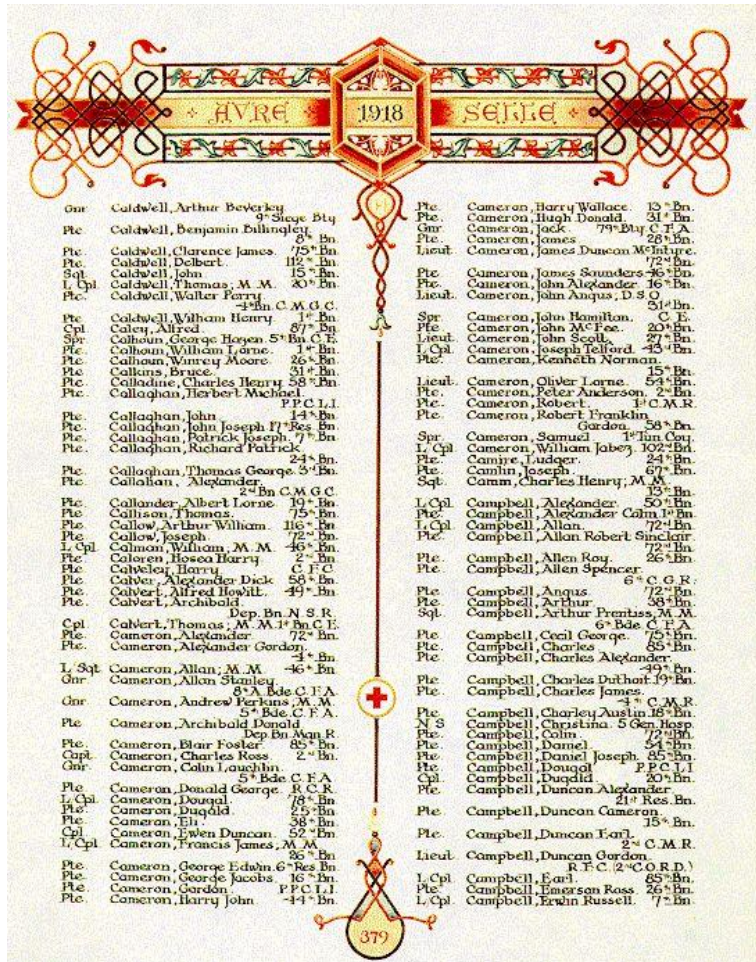 AVRE 1918 SELLE
Gnr Caldwell, Arthur Beverley
9th Siege Bty
Pte. Caldwell, Benjamin Billingley
8th Bn.
Pte. Caldwell, Clarence James. 75th Bn.
Pte. Caldwell, Delbert. 112th Bn.
Sgt. Caldwell, John 15th Bn.
L Cpl. Caldwell, Thomas; M. M. 20th Bn.
Pte. Caldwell, Walter Perry
4th Bn. C. M. G. C.
Pte Caldwell, William Henry. 1st Bn.
Cpl. Caley, Alfred. 87th Bn.
Spr. Calhoun, George Hazen. 5th Bn C. E.
Pte. Calhoun, William Lorne. 1st Bn.
Pte. Calhoun, Winrey Moore. 26th Bn.
Pte. Calkins, Bruce. 31st Bn.
Pte. Calladine, Charles Henry. 58th Bn.
Pte. Callaghan, Herbert Michael.
P.P.C.L.I.
Pte. Callaghan, John 14th Bn.
Pte. Callaghan, John Joseph. 17th Res. Bn.
Pte. Callaghan, Patrick Joseph. 7th Bn.
Pte. Callaghan, Richard Patrick
24th Bn.
Pte. Callaghan, Thomas George. 3rd Bn.
Pte. Callahan, Alexander.
2nd Bn. C. M. G. C.
Pte. Callander, Albert Lorne 19th Bn.
Pte. Callison, Thomas. 75th Bn.
Pte. Callow, Arthur William. 116th Bn.
Pte. Callow, Joseph. 72nd Bn.
L Cpl. Calman, William; M. M. 46th Bn.
Pte. Caloren, Hosea Harry 2nd Bn.
Pte. Calveley, Harry C. F. C.
Pte. Calver, Alexander Dick 58th Bn.
Pte. Calvert, Alfred Howitt. 49th Bn.
Pte. Calvert, Archibald
Dep. Bn. N. S. R.
Cpl. Calvert, Thomas; M. M. 1st Bn. C. E.
Pte. Cameron, Alexander 72nd Bn.
Pte. Cameron, Alexander Gordon.
4th Bn.
L/Sgt. Cameron, Allan; M. M. 46th Bn.
Gnr Cameron, Allan Stanley.
8th A. Bde. C. F. A.
Gnr. Cameron, Andrew Perkins; M. M.
5th Bde. C. F. A.
Pte Cameron, Archibald Donald
Dep. Bn. Man. R.
Pte. Cameron, Blair Foster. 85th Bn.
Capt. Cameron, Charles Ross. 2nd Bn.
Gnr. Cameron, Colin Lauchlin.
5th Bde. C. F. A
Pte Cameron, Donald George. R. C. R.
L Cpl. Cameron, Dougal. 78th Bn.
Pte. Cameron, Dugald. 25th Bn.
Pte. Cameron, Eli. 38th Bn.
Cpl. Cameron, Ewen Duncan. 52nd Bn.
L/Cpl. Cameron, Francis James; M. M
26th Bn.
Pte. Cameron, George Edwin. 6th Res. Bn.
Pte. Cameron, George Jacobs. 16th Bn.
Pte. Cameron, Gordon. P.P.C.L.I.
Pte. Cameron, Harry John 44th Bn.
Pte. Cameron, Harry Wallace. 13th Bn.
Pte. Cameron, Hugh Donald. 31st Bn.
Gnr. Cameron, Jack. 79th Bty. C. F. A.
Pte. Cameron, James 28th Bn.
Lieut. Cameron, James Duncan McIntyre.
72nd Bn.
Pte Cameron, James Saunders. 46th Bn.
Pte. Cameron, John Alexander. 16th Bn.
Lieut. Cameron, John Angus; D. S. O
31st Bn.
Spr. Cameron, John Hamilton. C. E.
Pte Cameron, John McFee. 20th Bn.
Lieut. Cameron, John Scott. 27th Bn.
L Cpl. Cameron, Joseph Telford. 43rd Bn.
Pte. Cameron, Kenneth Norman.
15th Bn.
Lieut. Cameron, Oliver Lorne. 54th Bn.
Pte. Cameron, Peter Anderson. 2nd Bn.
Pte. Cameron, Robert. 1st C. M. R.
Pte. Cameron, Robert Franklin
Gordon. 58th Bn.
Spr. Cameron, Samuel 1st Tun Coy.
L/Cpl. Cameron, William Jabez. 102nd Bn.
Pte. Camire, Ludger. 24th Bn.
Pte. Camlin, Joseph. 67th Bn.
Sgt. Camm, Charles Henry; M. M.
13th Bn.
L Cpl. Campbell, Alexander. 50th Bn.
Pte. Campbell, Alexander Colin 1st Bn.
L Cpl. Campbell, Allan. 72nd Bn.
Pte. Campbell, Allan Robert Sinclair.
72nd Bn.
Pte. Campbell, Allen Roy. 26th Bn.
Pte. Campbell, Allen Spencer.
6th C. G. R.
Pte. Campbell, Angus. 72nd Bn.
Pte. Campbell, Arthur 38th Bn.
Sgt. Campbell, Arthur Prentiss; M. M.
6th Bde. C. F. A.
Pte. Campbell, Cecil George. 75th Bn.
Pte. Campbell, Charles 85th Bn.
Pte. Campbell, Charles Alexander.
49th Bn.
Pte. Campbell, Charles Duthoit. 19th Bn.
Pte. Campbell, Charles James.
4th C. M. R.
Pte. Campbell, Charley Austin. 18th Bn.
N S Campbell, Christina. 5 Gen. Hosp.
Pte. Campbell, Colin. 72nd Bn.
Pte. Campbell, Daniel. 54th Bn.
Pte. Campbell, Daniel Joseph. 85th Bn.
Pte. Campbell, Dougal P.P.C.L.I.
Cpl. Campbell, Dugald. 20th Bn.
Pte. Campbell, Duncan Alexander.
21st Res. Bn.
Pte. Campbell, Duncan Cameron.
15th Bn.
Pte. Campbell, Duncan Earl.
2nd C. M. R.
Lieut. Campbell, Duncan Gordon.
R.F.C. (2nd C.O.R.D.)
L/Cpl. Campbell, Earl. 85th Bn.
Pte. Campbell, Emerson Ross. 26th Bn.
L/Cpl. Campbell, Erwin Russell. 7th Bn.
379